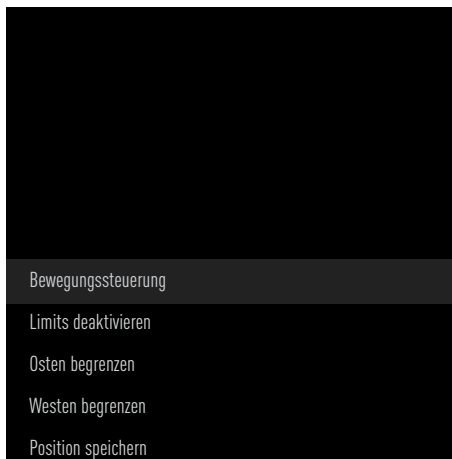 Bewegungssteuerung
Limits deaktivieren
Osten begrenzen
Westen begrenzen
Position speichern